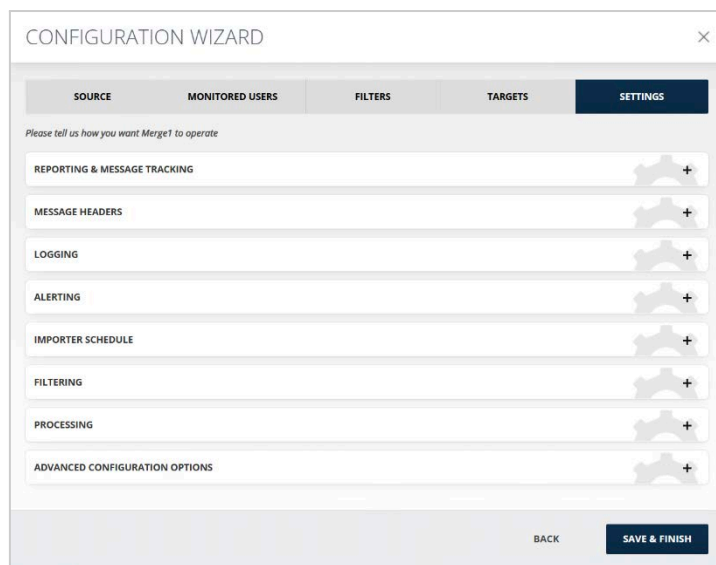 CONFIGURATION WIZARD
SOURCE MONITORED USERS FILTERS TARGETS SETTINGS
Please tell us how you want Merge1 to operate
REPORTING & MESSAGE TRACKING +
MESSAGE HEADERS +
LOGGING +
ALERTING +
IMPORTER SCHEDULE +
FILTERING +
PROCESSING +
ADVANCED CONFIGURATION OPTIONS +
BACK SAVE & FINISH